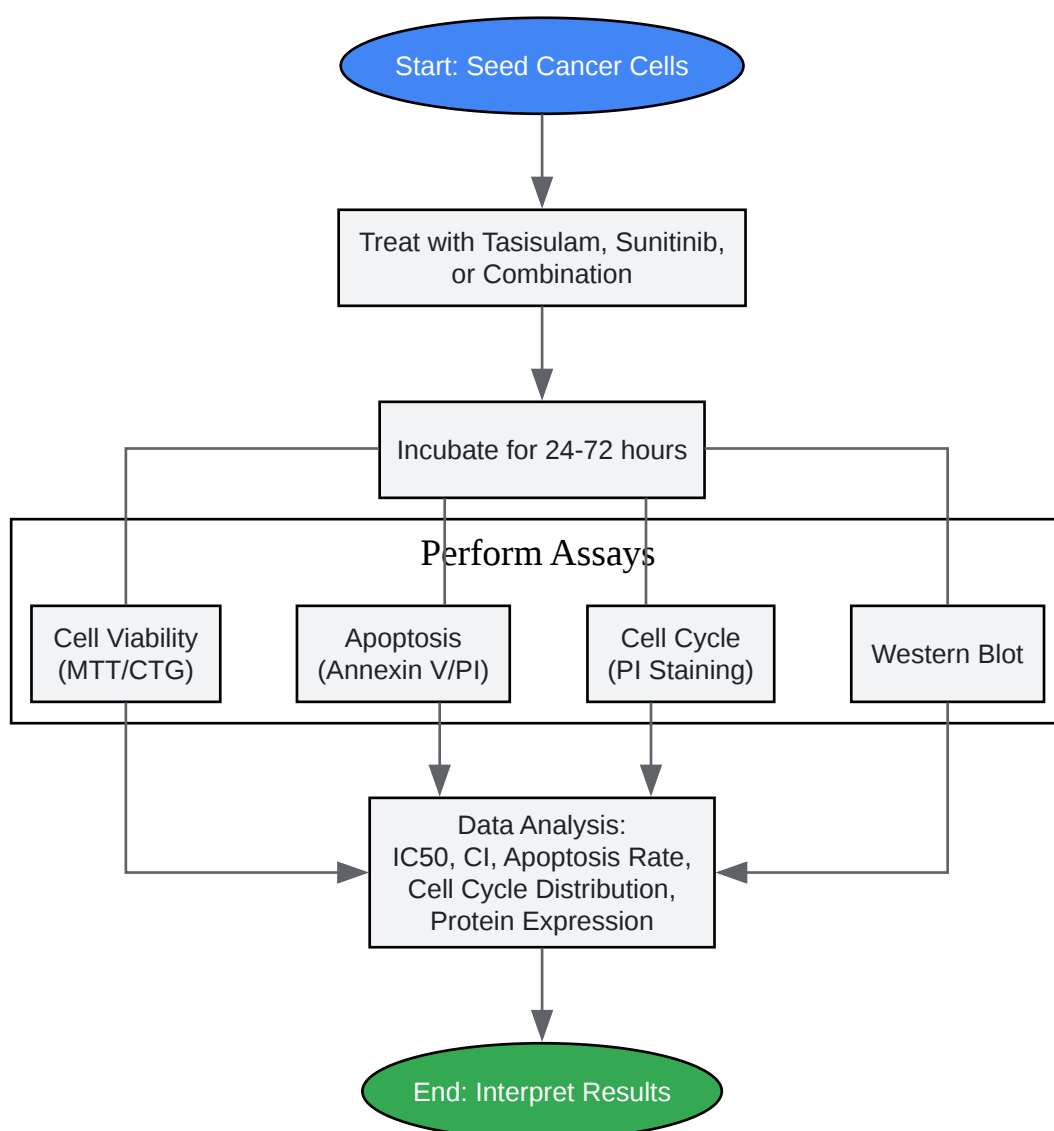 Start: Seed Cancer Cells
Treat with Tasisulam, Sunitinib,
or Combination
Incubate for 24-72 hours
Perform Assays
Cell Viability
(MTT/CTG)
Apoptosis
(Annexin V/PI)
Cell Cycle
(PI Staining)
Western Blot
Data Analysis:
IC50, CI, Apoptosis Rate,
Cell Cycle Distribution,
Protein Expression
End: Interpret Results